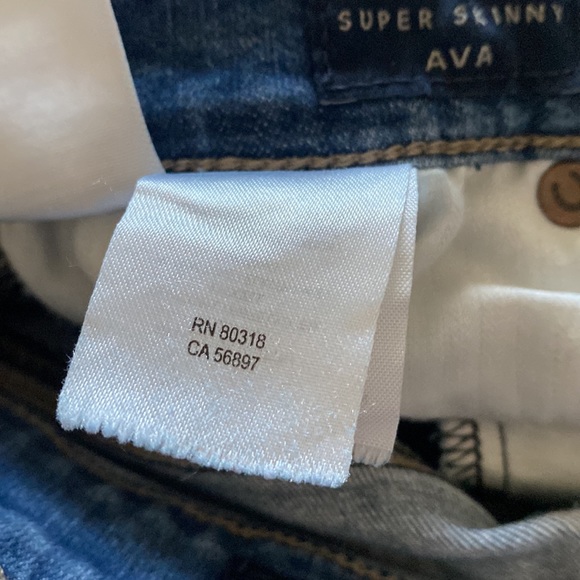 SUPER SKINNY
AVA
RN 80318
CA 56897